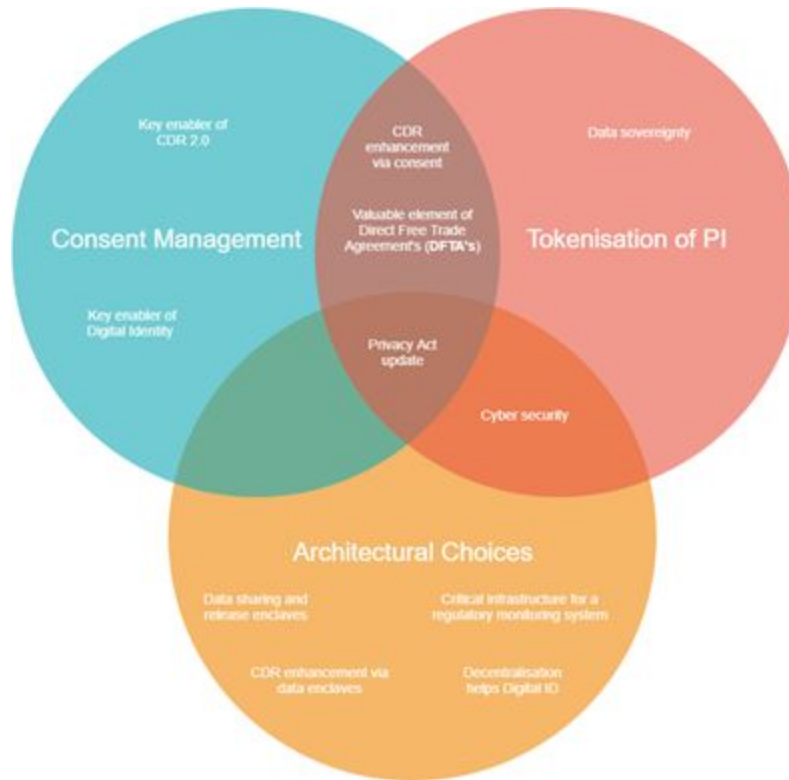 Key enabler of
CDR 2.0
CDR
enhancement
via consent
Data sovereignty
Valuable element of
Direct Free Trade
Agreement's (DFTA's)
Consent Management
Tokenisation of PI
Key enabler of
Digital Identity
Privacy Act
update
Cyber security
Architectural Choices
Data sharing and
release enclaves
Critical infrastructure for a
regulatory monitoring system
CDR enhancement via
data enclaves
Decentralisation
helps Digital ID